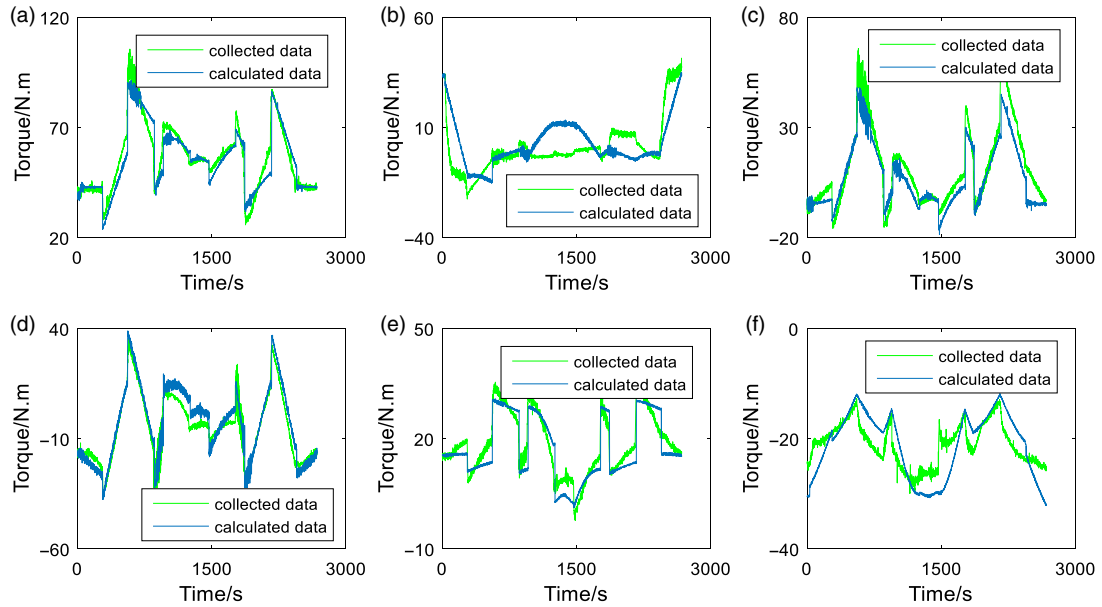 (a)
120
70
20
Torque/N.m
collected data
calculated data
0
1500
3000
Time/s
(b)
60
10
−40
Torque/N.m
collected data
calculated data
0
1500
3000
Time/s
(c)
80
30
−20
Torque/N.m
collected data
calculated data
0
1500
3000
Time/s
(d)
40
−10
−60
Torque/N.m
collected data
calculated data
0
1500
3000
Time/s
(e)
50
20
−10
Torque/N.m
collected data
calculated data
0
1500
3000
Time/s
(f)
0
−20
−40
Torque/N.m
collected data
calculated data
0
1500
3000
Time/s